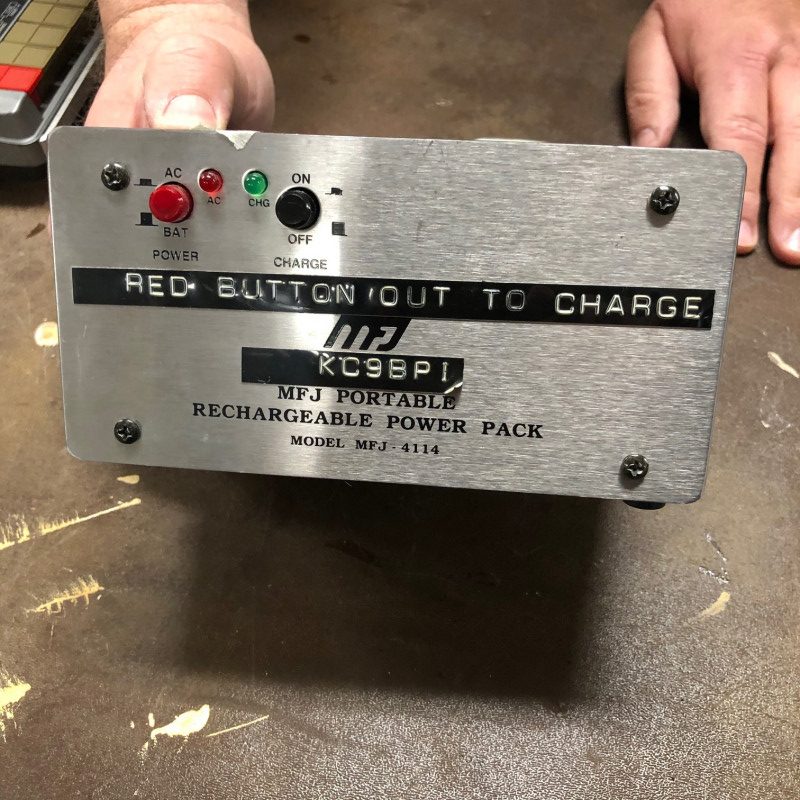 AC ON
AC CHG
BAT OFF
POWER CHARGE
RED BUTTON OUT TO CHARGE
MFJ
KC9BPI
MFJ PORTABLE
RECHARGEABLE POWER PACK
MODEL MFJ-4114